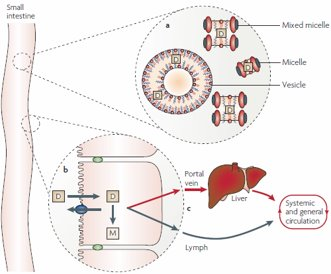 Small
intestine
a
Mixed micelle
D
D
Micelle
D
Vesicle
D
D
D
b
D
D
M
Portal
vein
c
Liver
Lymph
Systemic
and general
circulation